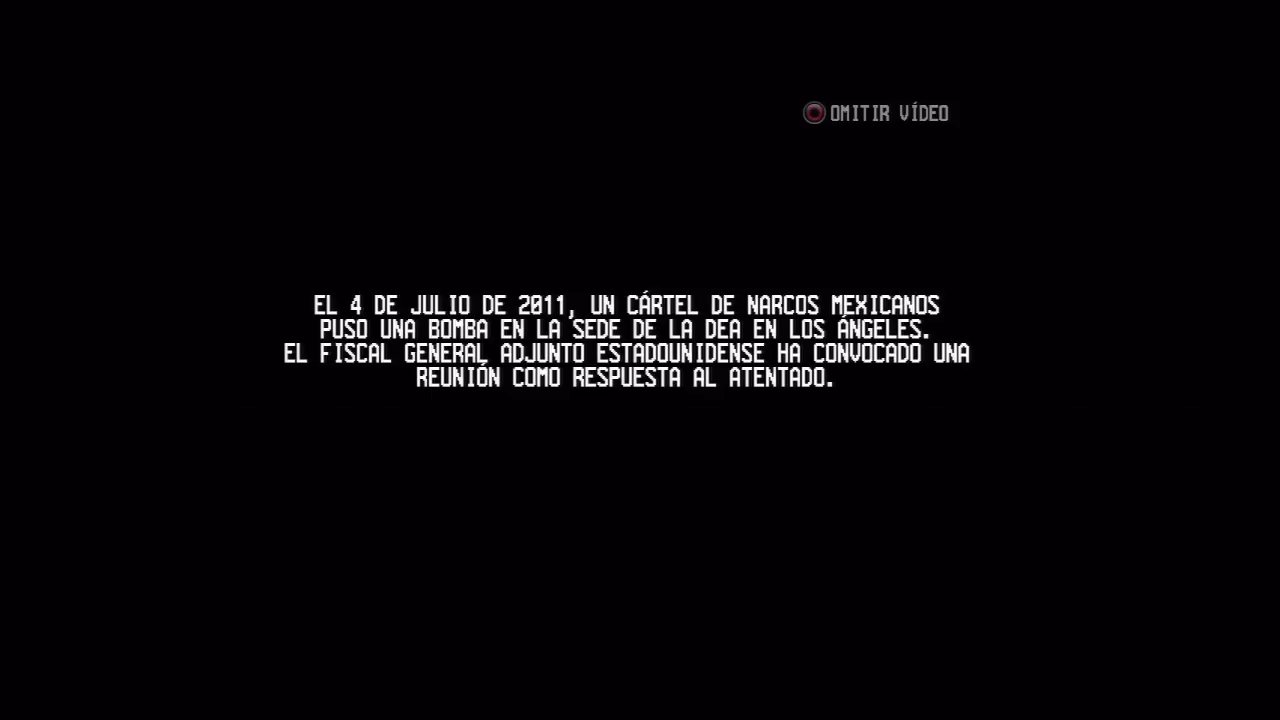 OMITIR VÍDEO
EL 4 DE JULIO DE 2011, UN CÁRTEL DE NARCOS MEXICANOS
PUSO UNA BOMBA EN LA SEDE DE LA DEA EN LOS ÁNGELES.
EL FISCAL GENERAL ADJUNTO ESTADOUNIDENSE HA CONVOCADO UNA
REUNIÓN COMO RESPUESTA AL ATENTADO.